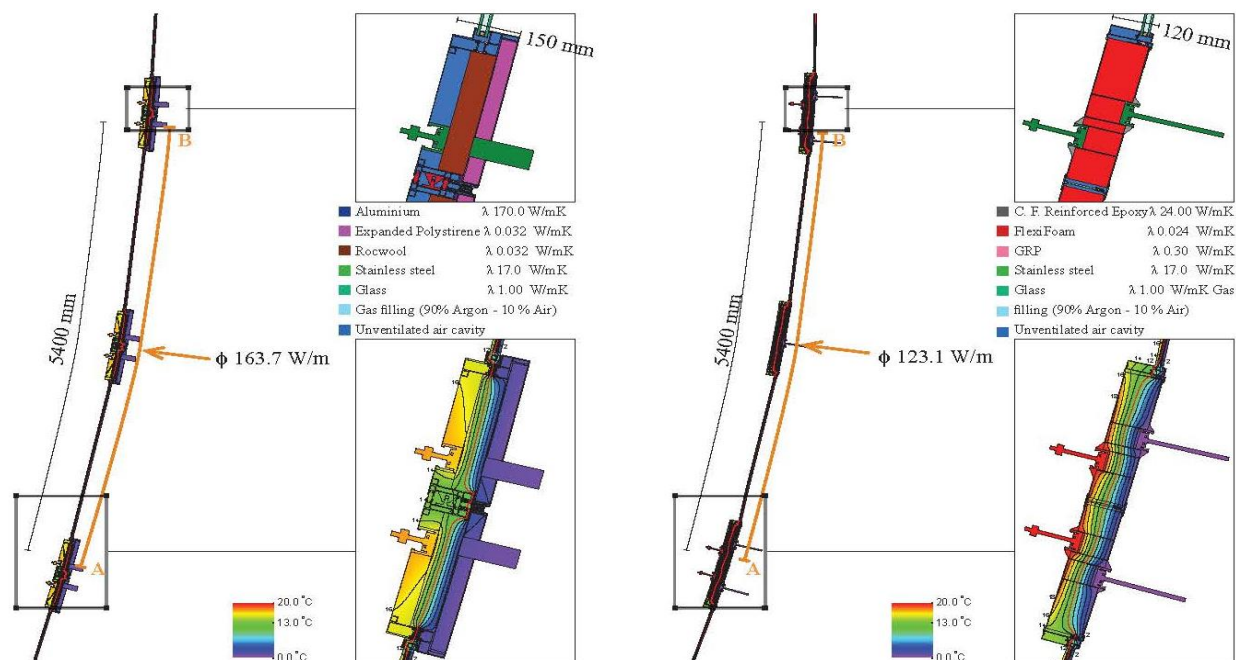 150 mm
B
5400 mm
Aluminium λ 170.0 W/mK
Expanded Polystirene λ 0.032 W/mK
Rocwool λ 0.032 W/mK
Stainless steel λ 17.0 W/mK
Glass λ 1.00 W/mK
Gas filling (90% Argon - 10 % Air)
Unventilated air cavity
ϕ 163.7 W/m
A
20.0 °C
13.0 °C
0.0 °C
120 mm
B
5400 mm
C. F. Reinforced Epoxy λ 24.00 W/mK
FlexiFoam λ 0.024 W/mK
GRP λ 0.30 W/mK
Stainless steel λ 17.0 W/mK
Glass λ 1.00 W/mK Gas
filling (90% Argon - 10 % Air)
Unventilated air cavity
ϕ 123.1 W/m
A
20.0 °C
13.0 °C
0.0 °C